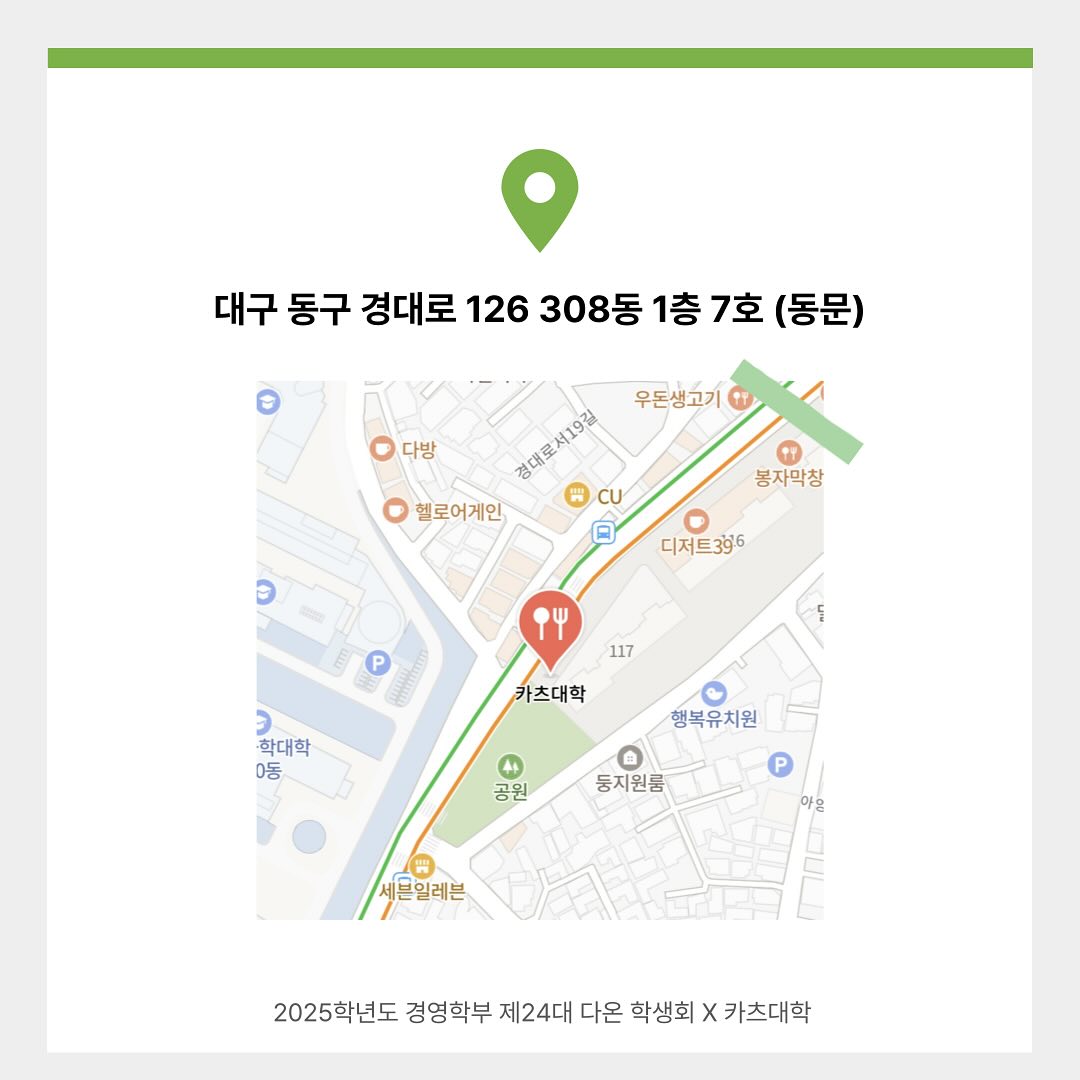 대구 동구 경대로 126 308동 1층 7호 (동문)
우돈생고기
경대로서19길
다방
봉자막창
CU
헬로어게인
디저트39
116
117
카츠대학
행복유치원
학대학
0동
둥지원룸
공원
P
P
아양
세븐일레븐
2025학년도 경영학부 제24대 다온 학생회 X 카츠대학